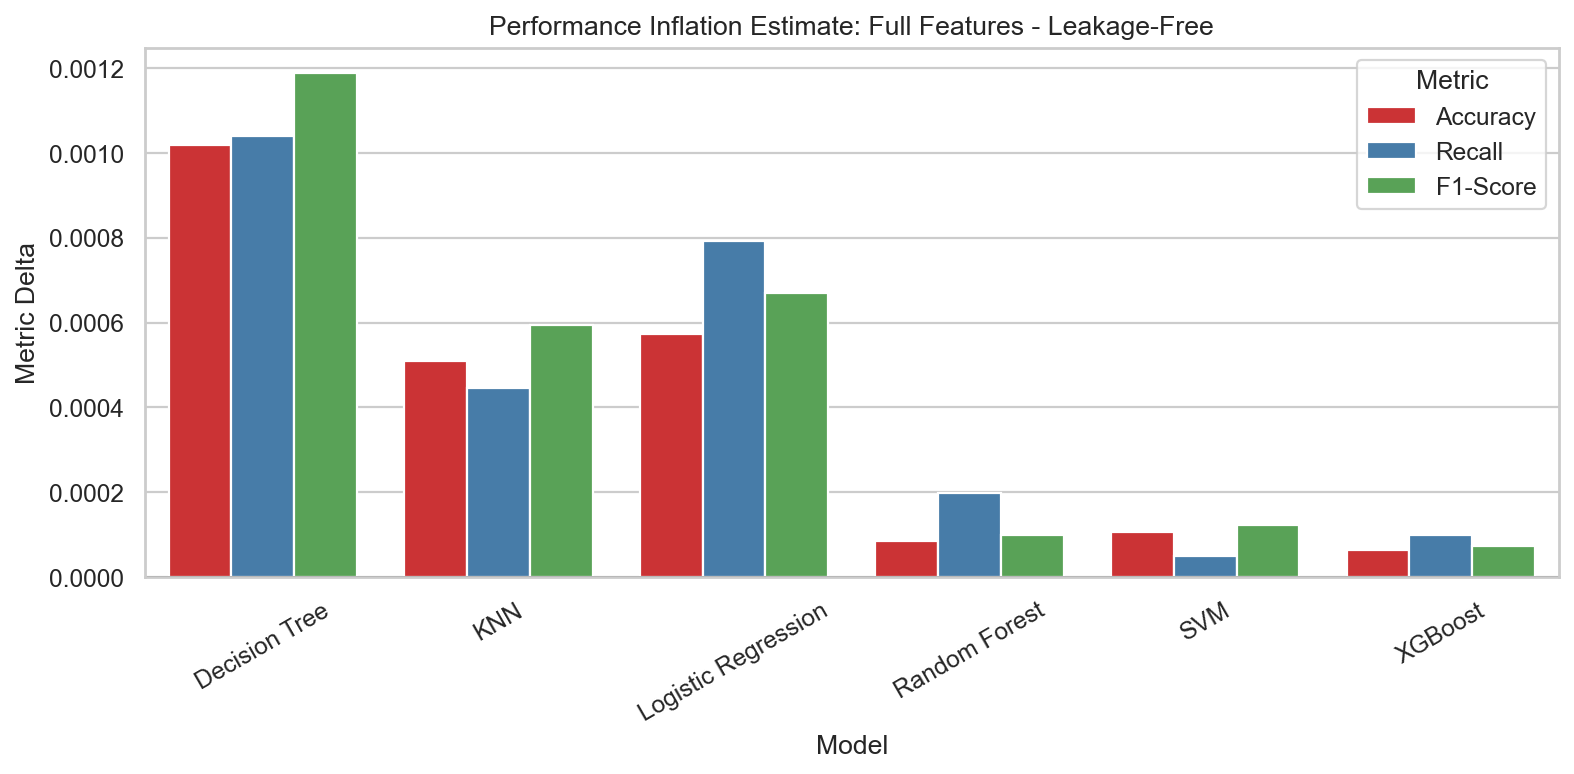 Performance Inflation Estimate: Full Features - Leakage-Free
Metric Delta
0.0012
0.0010
0.0008
0.0006
0.0004
0.0002
0.0000
Metric
Accuracy
Recall
F1-Score
Decision Tree
KNN
Logistic Regression
Random Forest
SVM
XGBoost
Model